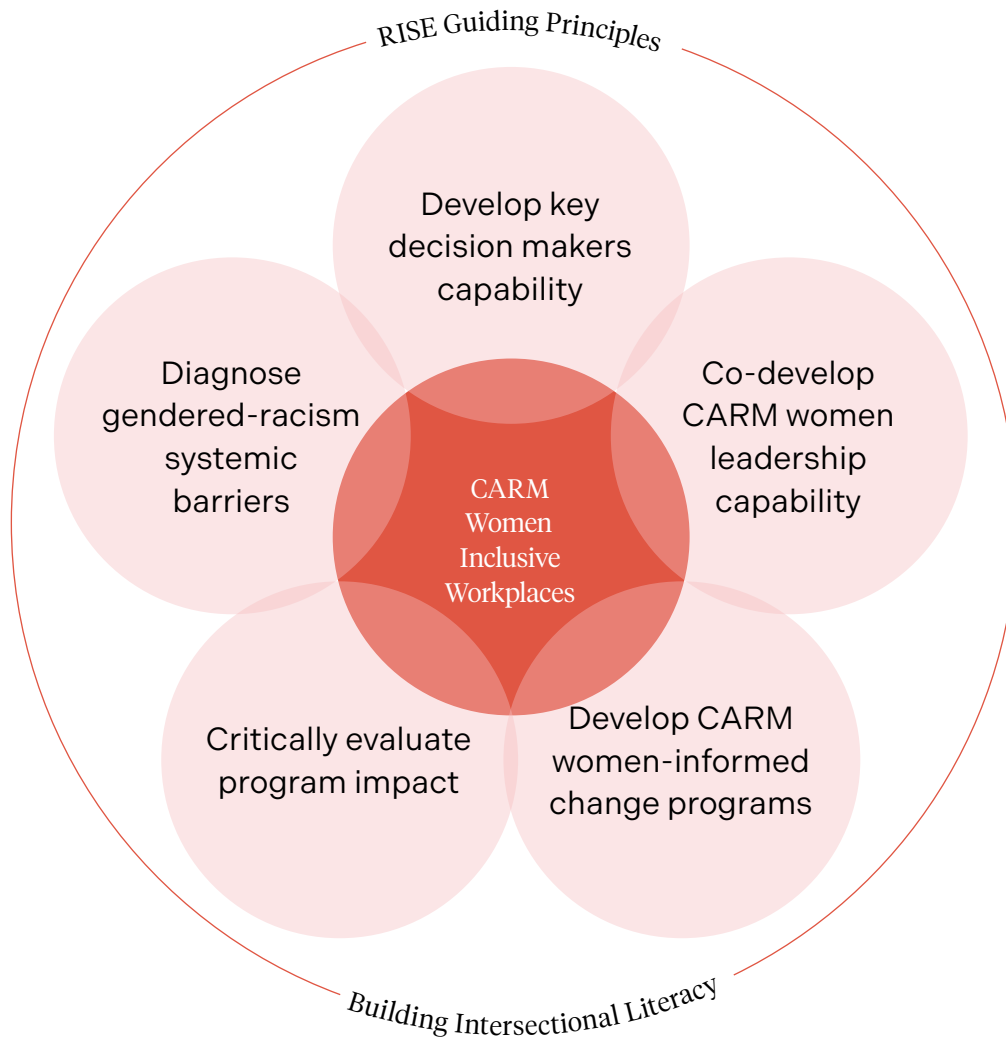 RISE Guiding Principles
Develop key
decision makers
capability
Diagnose
gendered-racism
systemic
barriers
Co-develop
CARM women
leadership
capability
CARM
Women
Inclusive
Workplaces
Critically evaluate
program impact
Develop CARM
women-informed
change programs
Building Intersectional Literacy